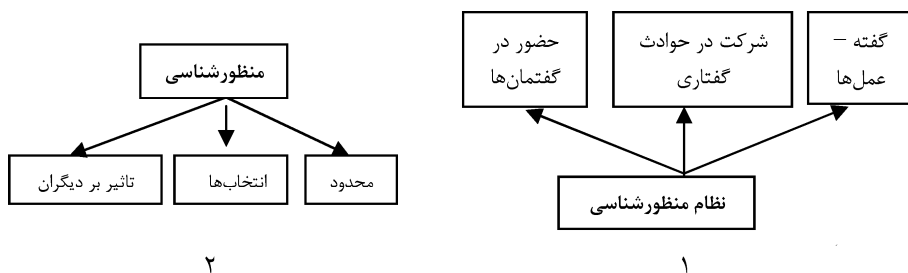 گفته –
عمل‌ها
شرکت در حوادث
گفتاری
حضور در
گفتمان‌ها
نظام منظورشناسی
۱
منظورشناسی
محدود
انتخاب‌ها
تاثیر بر دیگران
۲